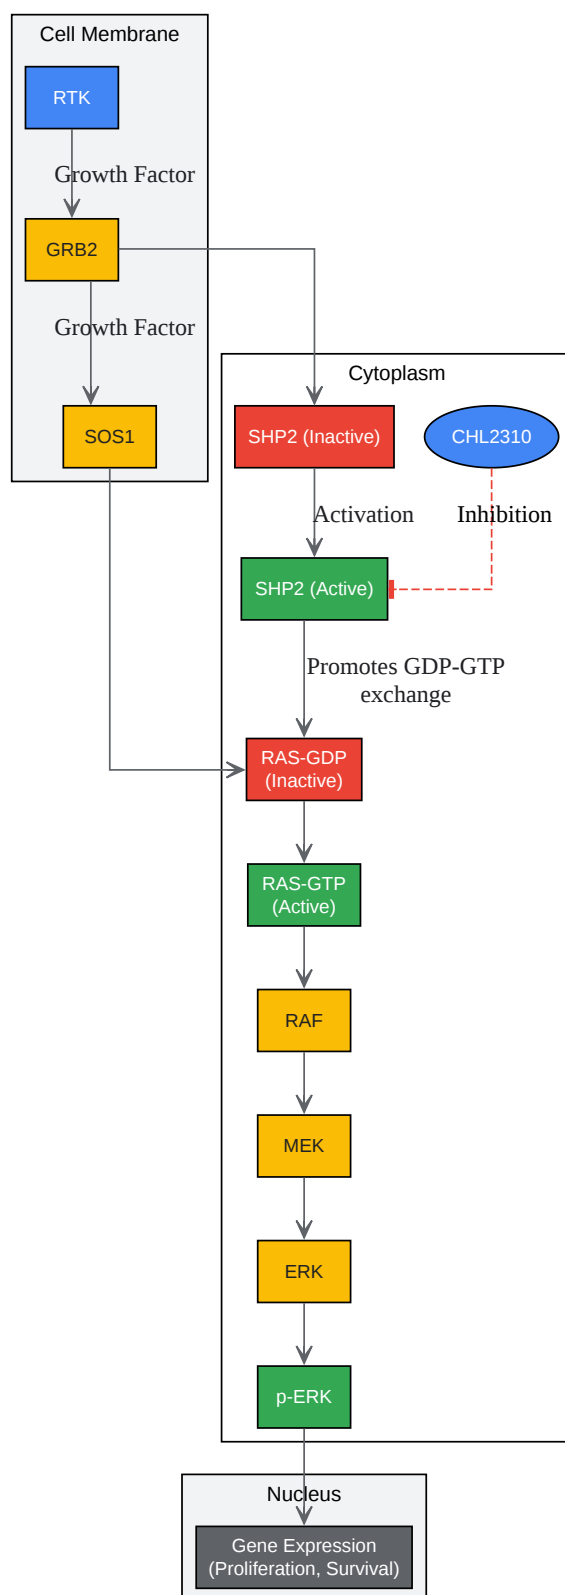 Cell Membrane
RTK
Growth Factor
GRB2
Growth Factor
SOS1
Cytoplasm
SHP2 (Inactive)
CHL2310
Activation
Inhibition
SHP2 (Active)
Promotes GDP-GTP
exchange
RAS-GDP
(Inactive)
RAS-GTP
(Active)
RAF
MEK
ERK
p-ERK
Nucleus
Gene Expression
(Proliferation, Survival)